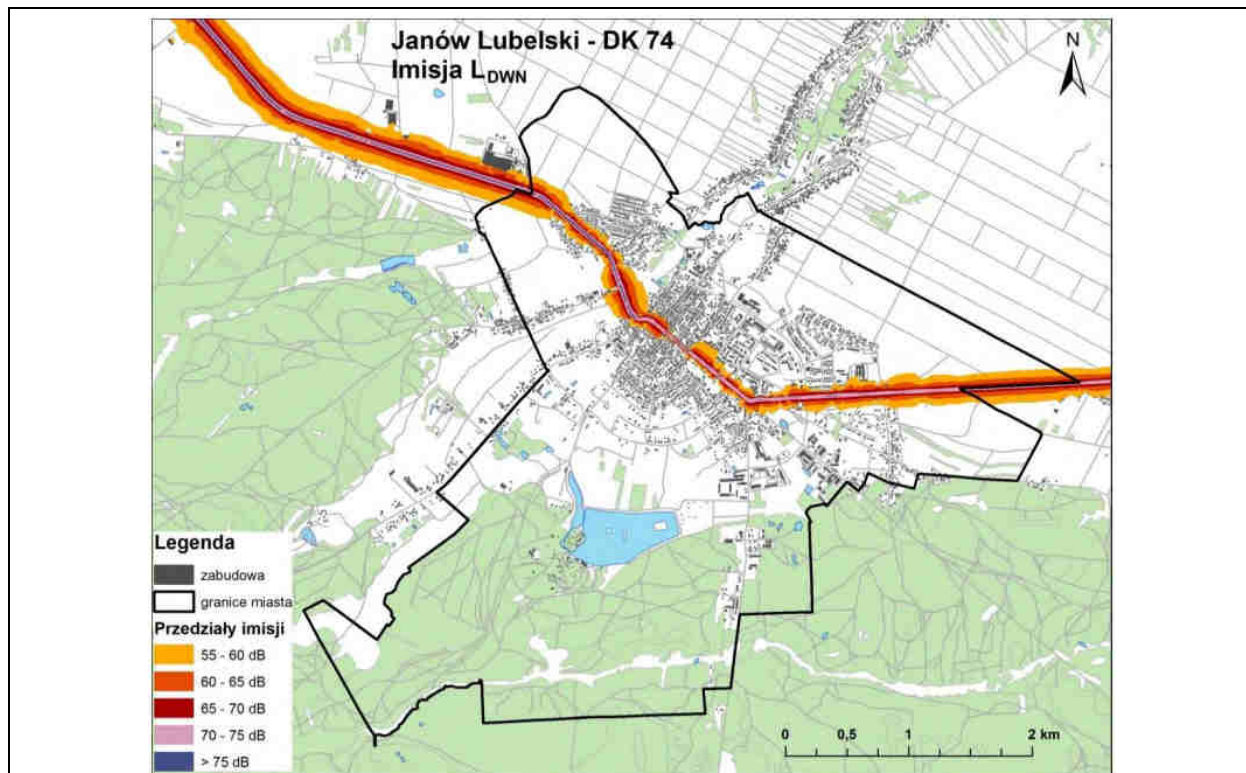 Janów Lubelski - DK 74
Imisja LDWN
N
Legenda
zabudowa
granice miasta
Przedziały imisji
55 - 60 dB
60 - 65 dB
65 - 70 dB
70 - 75 dB
> 75 dB
0 0,5 1 2 km